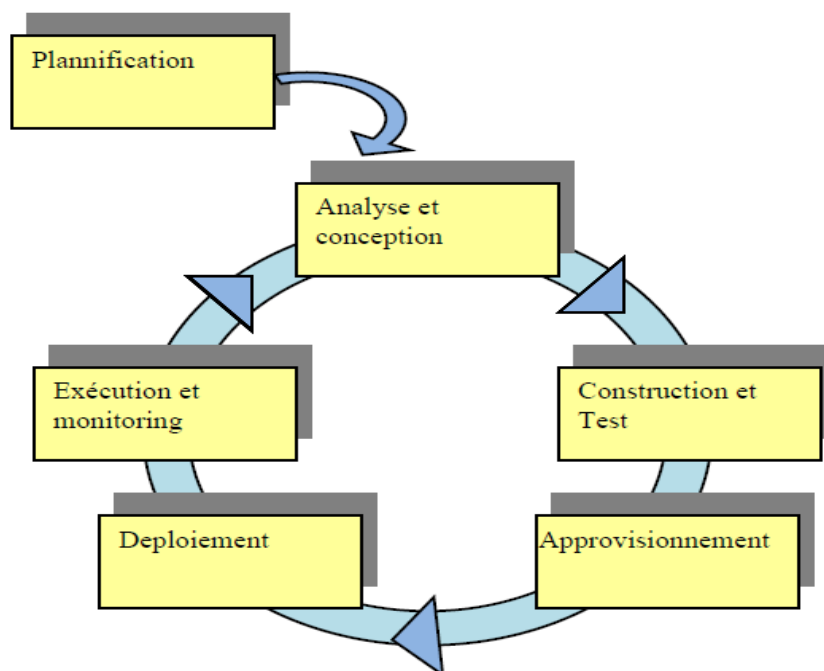 Plannification
Analyse et
conception
Construction et
Test
Approvisionnement
Deploiement
Exécution et
monitoring